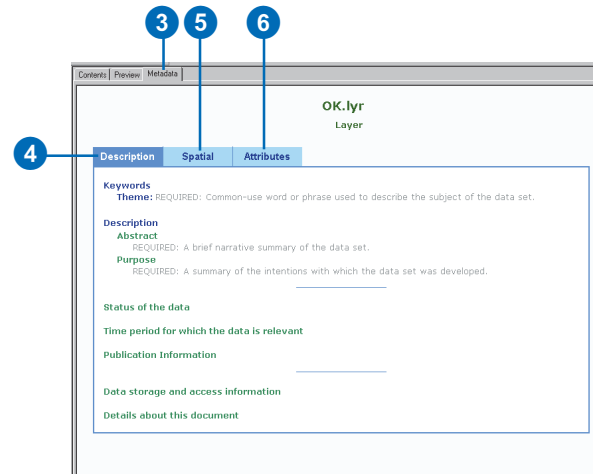 3 5 6
Contents Preview Metadata
OK.lyr
Layer
4
Description Spatial Attributes
Keywords
Theme: REQUIRED: Common-use word or phrase used to describe the subject of the data set.
Description
Abstract
REQUIRED: A brief narrative summary of the data set.
Purpose
REQUIRED: A summary of the intentions with which the data set was developed.
Status of the data
Time period for which the data is relevant
Publication Information
Data storage and access information
Details about this document